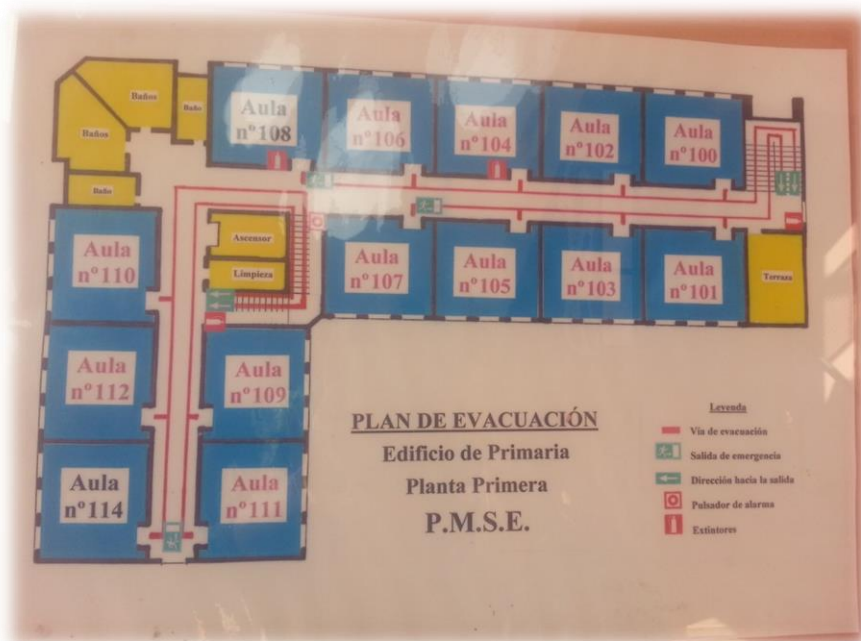 Baños
Baño
Aula
nº108
Aula
nº106
Aula
nº104
Aula
nº102
Aula
nº100
Baños
Baño
Ascensor
Limpieza
Aula
nº110
Aula
nº107
Aula
nº105
Aula
nº103
Aula
nº101
Terraza
Aula
nº112
Aula
nº109
Aula
nº114
Aula
nº111
PLAN DE EVACUACIÓN
Edificio de Primaria
Planta Primera
P.M.S.E.
Leyenda
Via de evacuación
Salida de emergencia
Dirección hacia la salida
Pulsador de alarma
Extintores